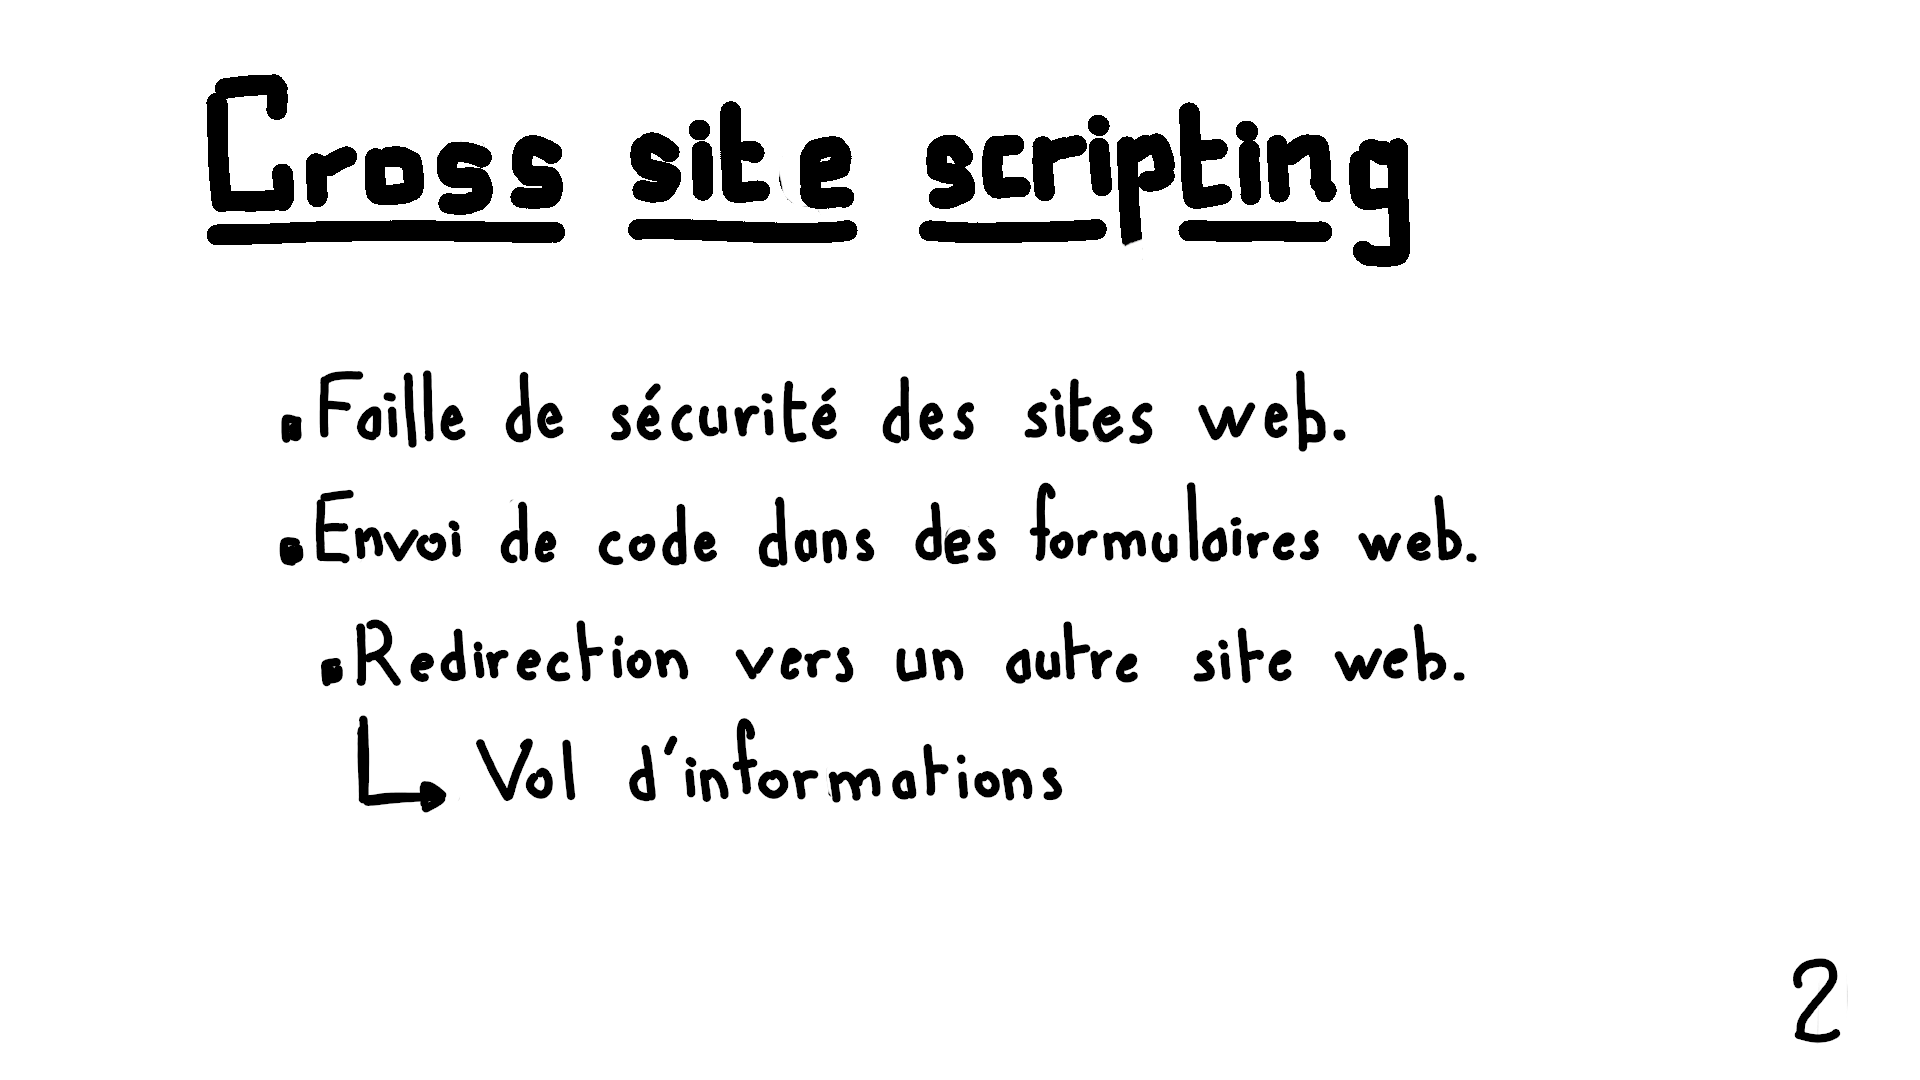 Cross site scripting
▪Faille de sécurité des sites web.
▪Envoi de code dans des formulaires web.
▪Redirection vers un autre site web.
↳ Vol d'informations
2